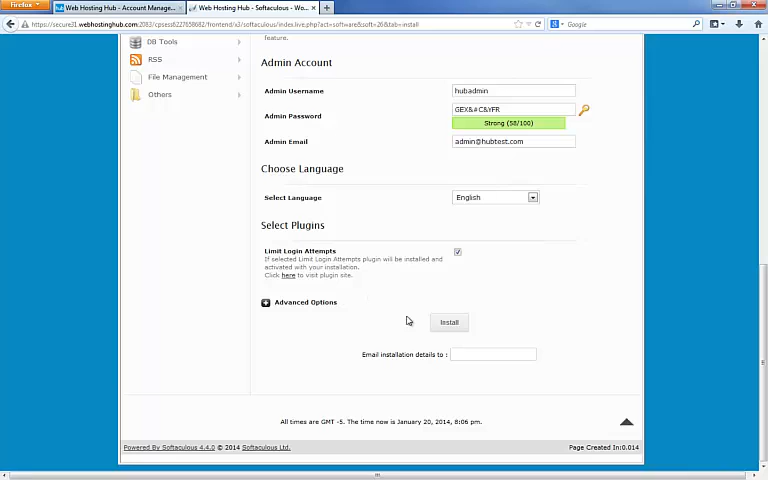 Firefox
Web Hosting Hub - Account Manage...
Web Hosting Hub - Softaculous - Wo...
https://secure31.webhostinghub.com:2083/cpsess6227658682/frontend/x3/softaculous/index.live.php?act=software&soft=26&tab=install
Google
DB Tools
RSS
File Management
Others
feature.
Admin Account
Admin Username
hubadmin
Admin Password
GEX&#C&YFR
Strong (58/100)
Admin Email
admin@hubtest.com
Choose Language
Select Language
English
Select Plugins
Limit Login Attempts
If selected Limit Login Attempts plugin will be installed and
activated with your installation.
Click here to visit plugin site.
Advanced Options
Install
Email installation details to :
All times are GMT -5. The time now is January 20, 2014, 8:06 pm.
Powered By Softaculous 4.4.0 © 2014 Softaculous Ltd.
Page Created In:0.014